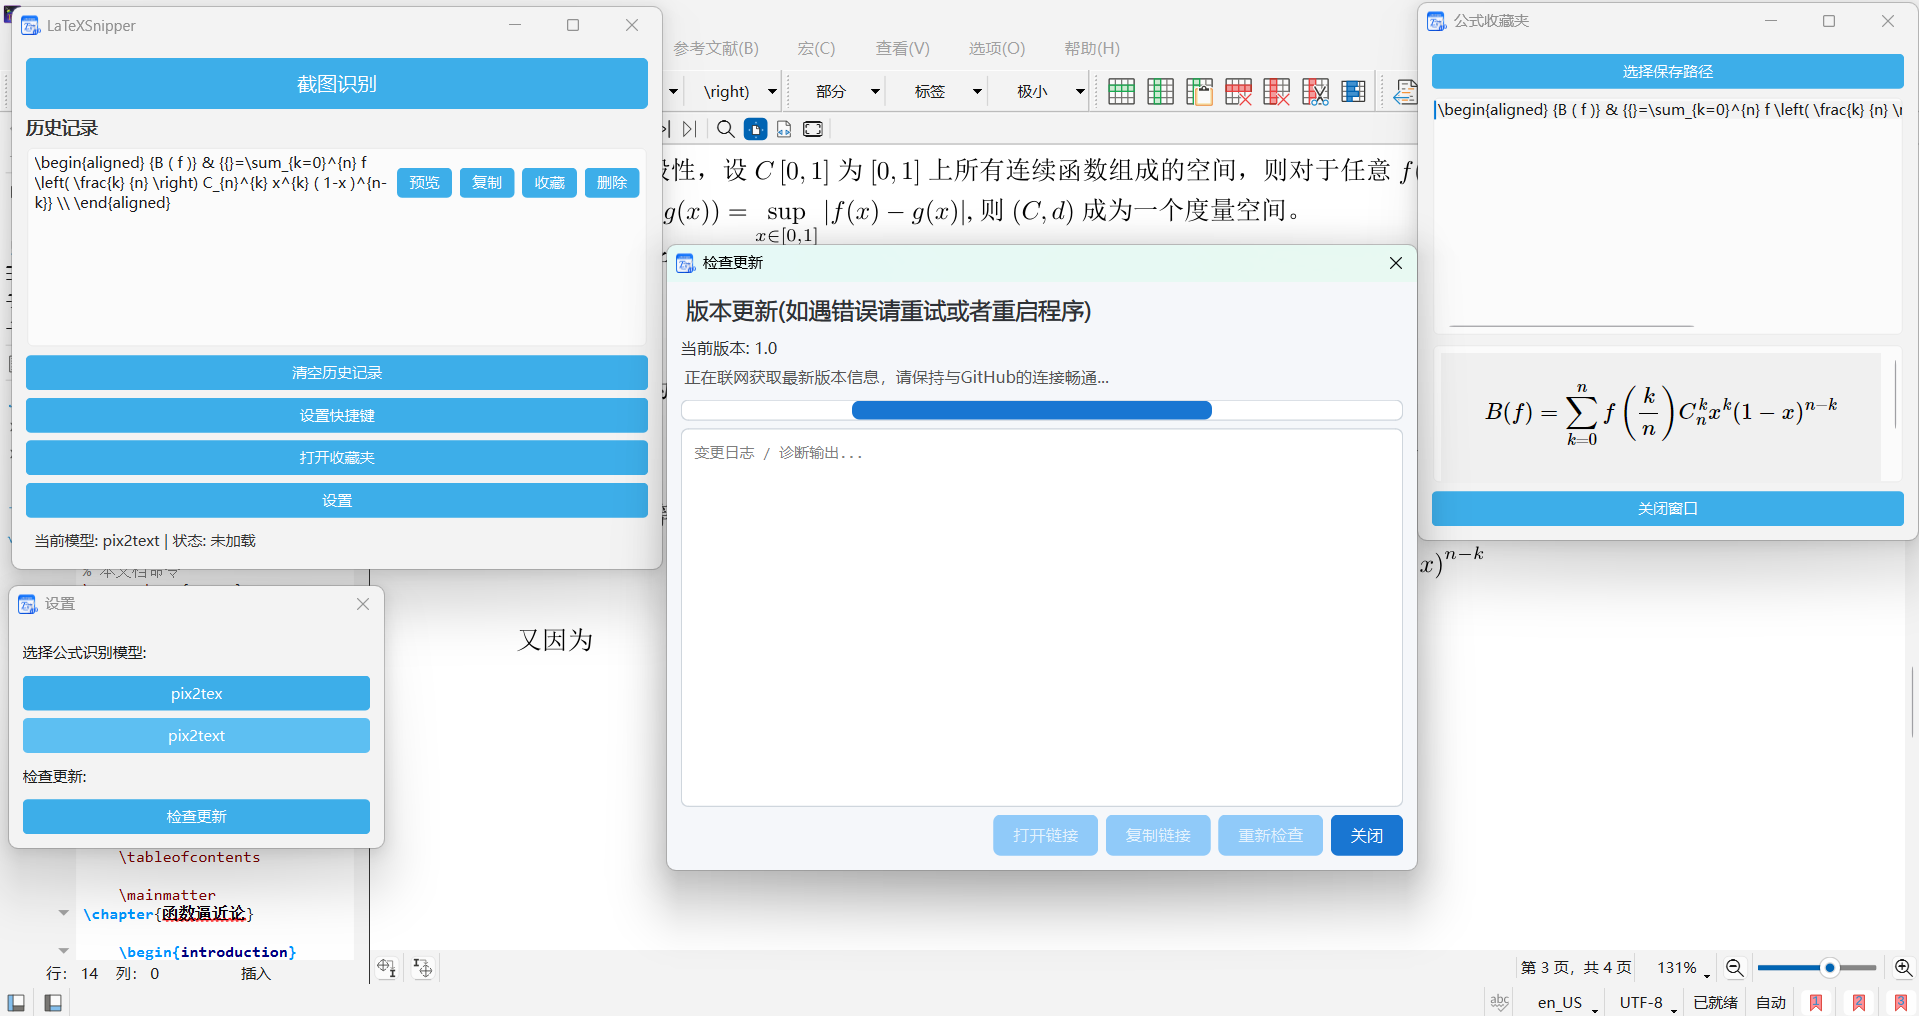 LaTeXSnipper
截图识别
历史记录
\begin{aligned} {B ( f )} & {{}=\sum_{k=0}^{n} f
\left( \frac{k} {n} \right) C_{n}^{k} x^{k} ( 1-x )^{n-
k}} \\ \end{aligned}
预览 复制 收藏 删除
清空历史记录
设置快捷键
打开收藏夹
设置
当前模型: pix2text | 状态: 未加载
参考文献(B) 宏(C) 查看(V) 选项(O) 帮助(H)
\right) 部分 标签 极小
性，设 C [0, 1] 为 [0, 1] 上所有连续函数组成的空间，则对于任意 f(
g(x)) = sup |f(x) − g(x)|, 则 (C, d) 成为一个度量空间。
x∈[0,1]
公式收藏夹
选择保存路径
\begin{aligned} {B ( f )} & {{}=\sum_{k=0}^{n} f \left( \frac{k} {n} \r
B(f) = ∑_{k=0}^{n} f (k/n) C_n^k x^k (1 − x)^{n−k}
关闭窗口
x)^{n−k}
检查更新
版本更新(如遇错误请重试或者重启程序)
当前版本: 1.0
正在联网获取最新版本信息，请保持与GitHub的连接畅通...
变更日志 / 诊断输出...
打开链接 复制链接 重新检查 关闭
又因为
% 本文档命令
设置
选择公式识别模型:
pix2tex
pix2text
检查更新:
检查更新
\tableofcontents
\mainmatter
\chapter{函数逼近论}
\begin{introduction}
行: 14 列: 0 插入
第 3 页，共 4 页 131%
abc en_US UTF-8 已就绪 自动 1 2 3